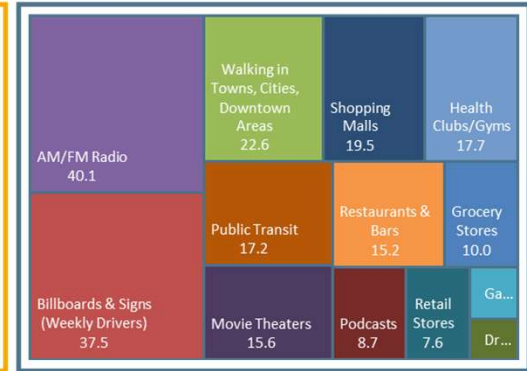 AM/FM Radio
40.1
Billboards & Signs
(Weekly Drivers)
37.5
Walking in
Towns, Cities,
Downtown
Areas
22.6
Shopping
Malls
19.5
Health
Clubs/Gyms
17.7
Public Transit
17.2
Restaurants &
Bars
15.2
Grocery
Stores
10.0
Movie Theaters
15.6
Podcasts
8.7
Retail
Stores
7.6
Ga...
Dr...